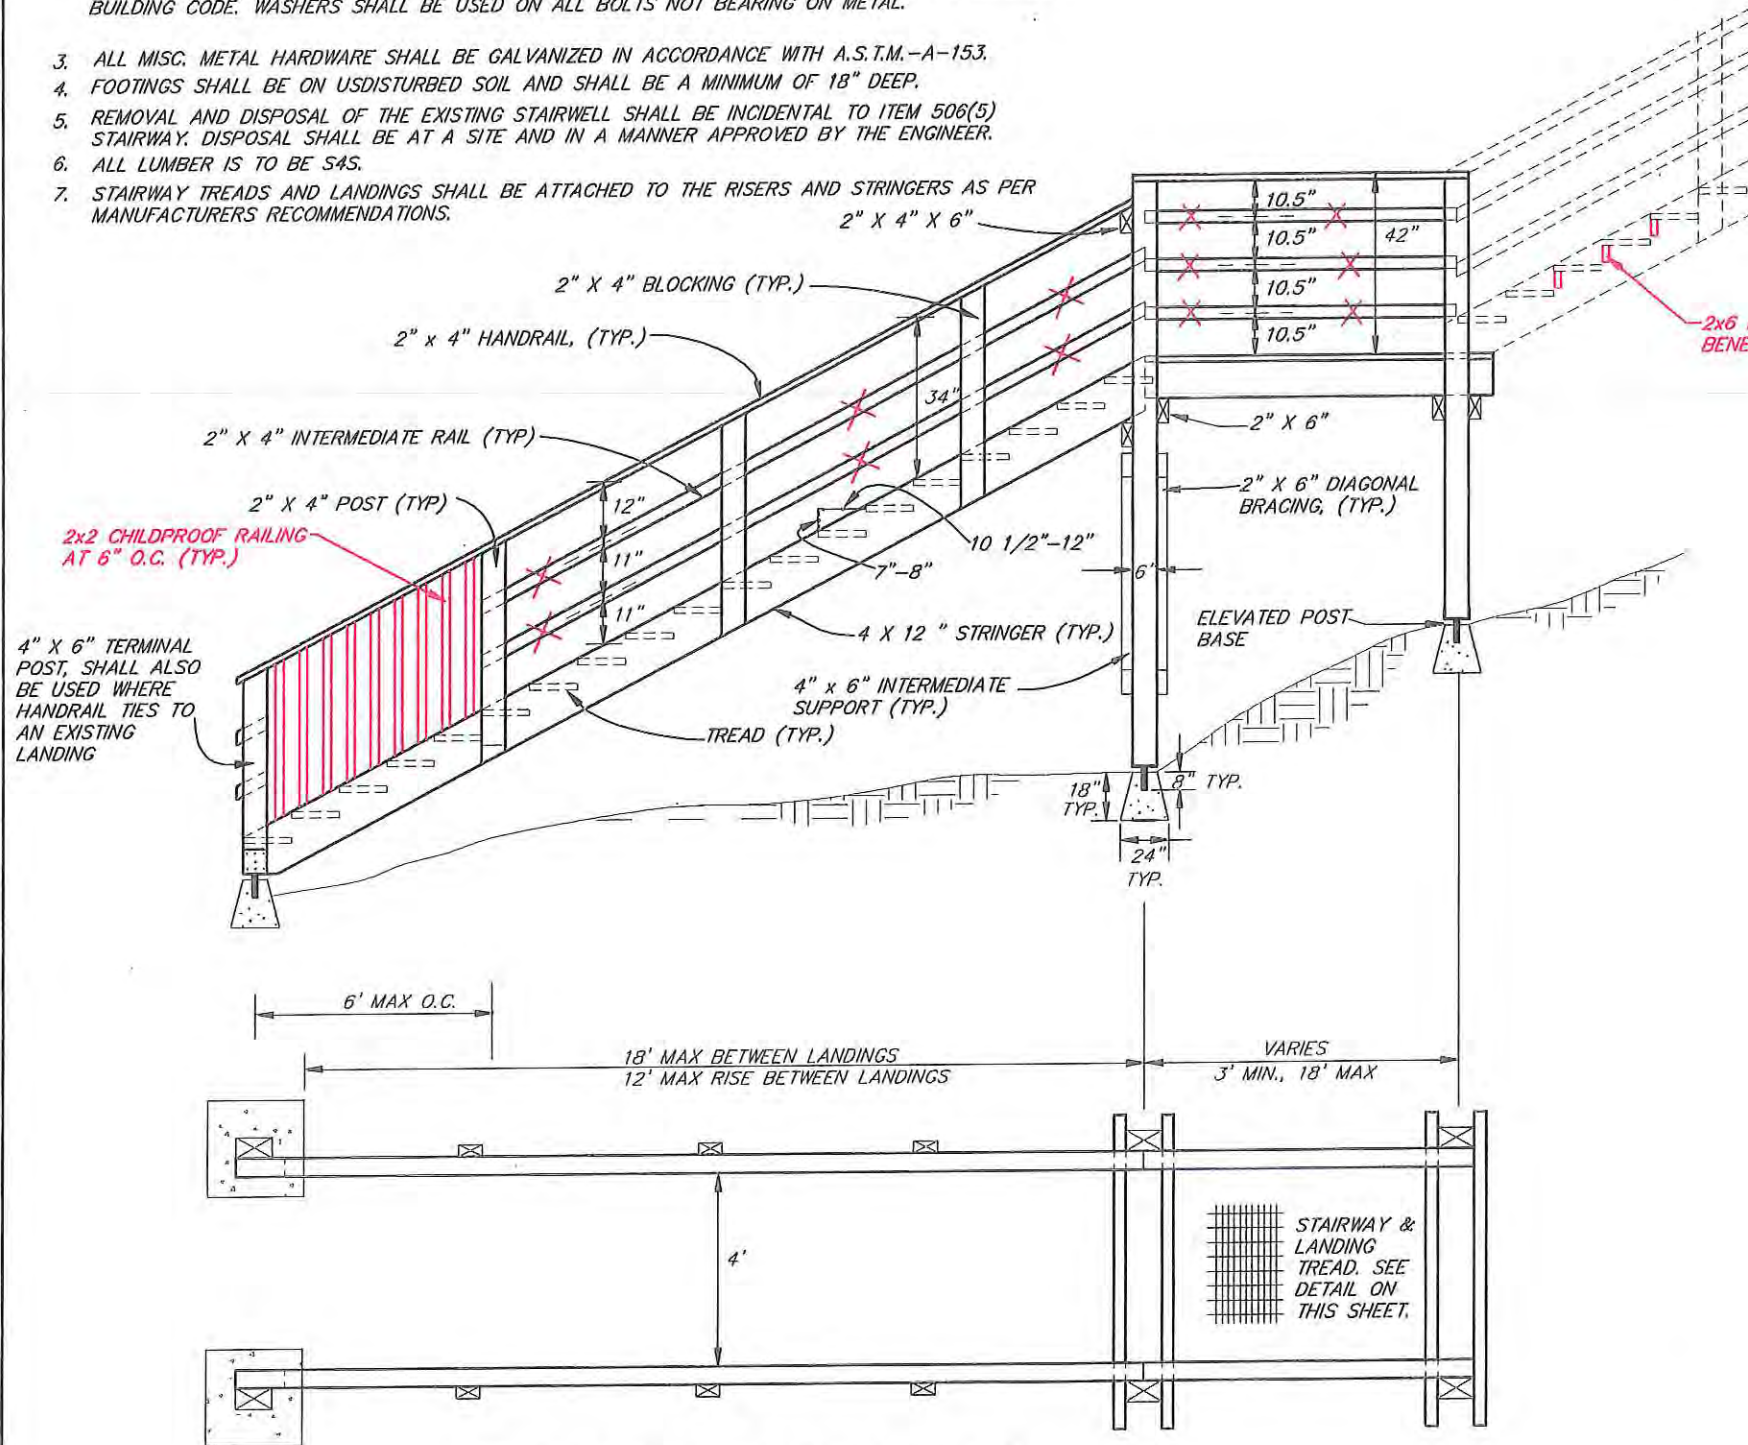 BUILDING CODE. WASHERS SHALL BE USED ON ALL BOLTS NOT BEARING ON METAL.
3. ALL MISC. METAL HARDWARE SHALL BE GALVANIZED IN ACCORDANCE WITH A.S.T.M.-A-153.
4. FOOTINGS SHALL BE ON USDISTURBED SOIL AND SHALL BE A MINIMUM OF 18" DEEP.
5. REMOVAL AND DISPOSAL OF THE EXISTING STAIRWELL SHALL BE INCIDENTAL TO ITEM 506(5)
STAIRWAY. DISPOSAL SHALL BE AT A SITE AND IN A MANNER APPROVED BY THE ENGINEER.
6. ALL LUMBER IS TO BE S4S.
7. STAIRWAY TREADS AND LANDINGS SHALL BE ATTACHED TO THE RISERS AND STRINGERS AS PER
MANUFACTURERS RECOMMENDATIONS.
2" X 4" X 6"
10.5"
10.5"
42"
10.5"
10.5"
2" X 4" BLOCKING (TYP.)
2" x 4" HANDRAIL, (TYP.)
2x6
BENE
34"
2" X 6"
2" X 4" INTERMEDIATE RAIL (TYP)
2" X 6" DIAGONAL
BRACING, (TYP.)
2" X 4" POST (TYP)
12"
11"
11"
2x2 CHILDPROOF RAILING
AT 6" O.C. (TYP.)
10 1/2"-12"
7"-8"
6"
ELEVATED POST
BASE
4 X 12 " STRINGER (TYP.)
4" X 6" TERMINAL
POST, SHALL ALSO
BE USED WHERE
HANDRAIL TIES TO
AN EXISTING
LANDING
4" x 6" INTERMEDIATE
SUPPORT (TYP.)
TREAD (TYP.)
18"
TYP.
8" TYP.
24"
TYP.
6' MAX O.C.
18' MAX BETWEEN LANDINGS
12' MAX RISE BETWEEN LANDINGS
VARIES
3' MIN., 18' MAX
4'
STAIRWAY &
LANDING
TREAD. SEE
DETAIL ON
THIS SHEET.